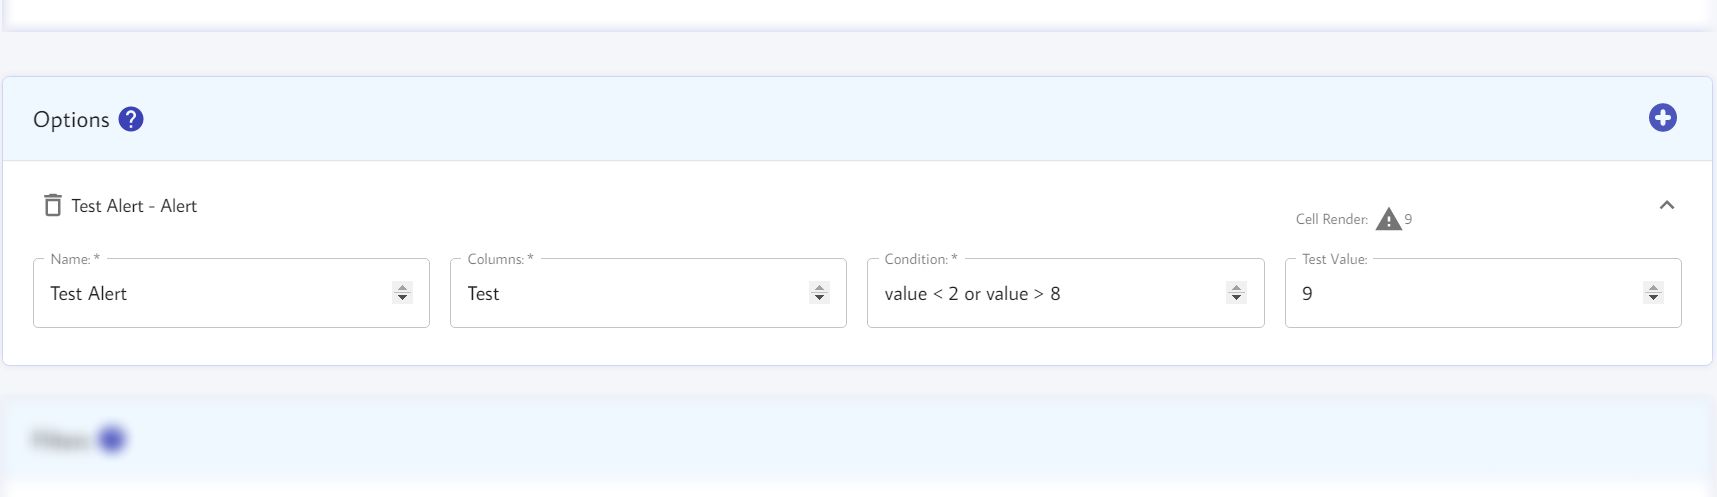 Options ?
Test Alert - Alert
Cell Render: 9
Name: *
Test Alert
Columns: *
Test
Condition: *
value < 2 or value > 8
Test Value:
9